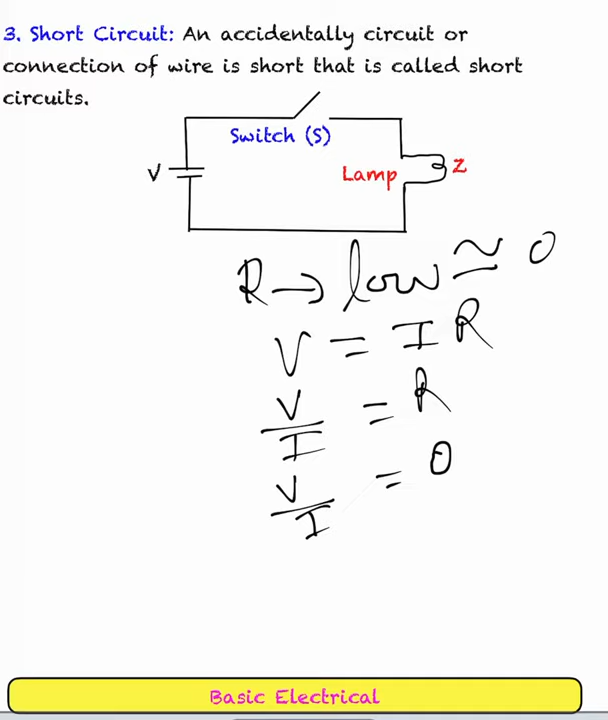 3. Short Circuit: An accidentally circuit or
connection of wire is short that is called short
circuits.
Switch (S)
V
Lamp
Z
R → low ≅ 0
V = I R
V/I = R
V/I = 0
Basic Electrical